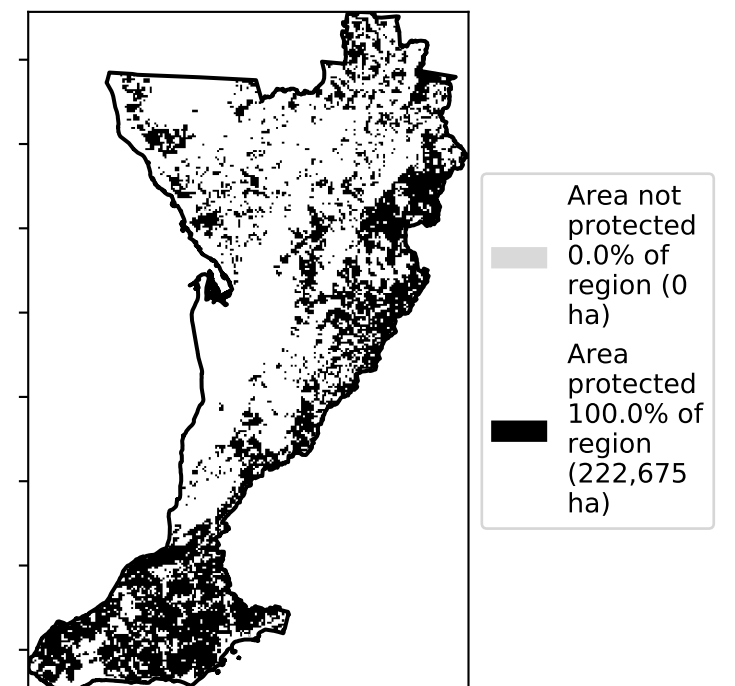 Area not
protected
0.0% of
region (0
ha)
Area
protected
100.0% of
region
(222,675
ha)